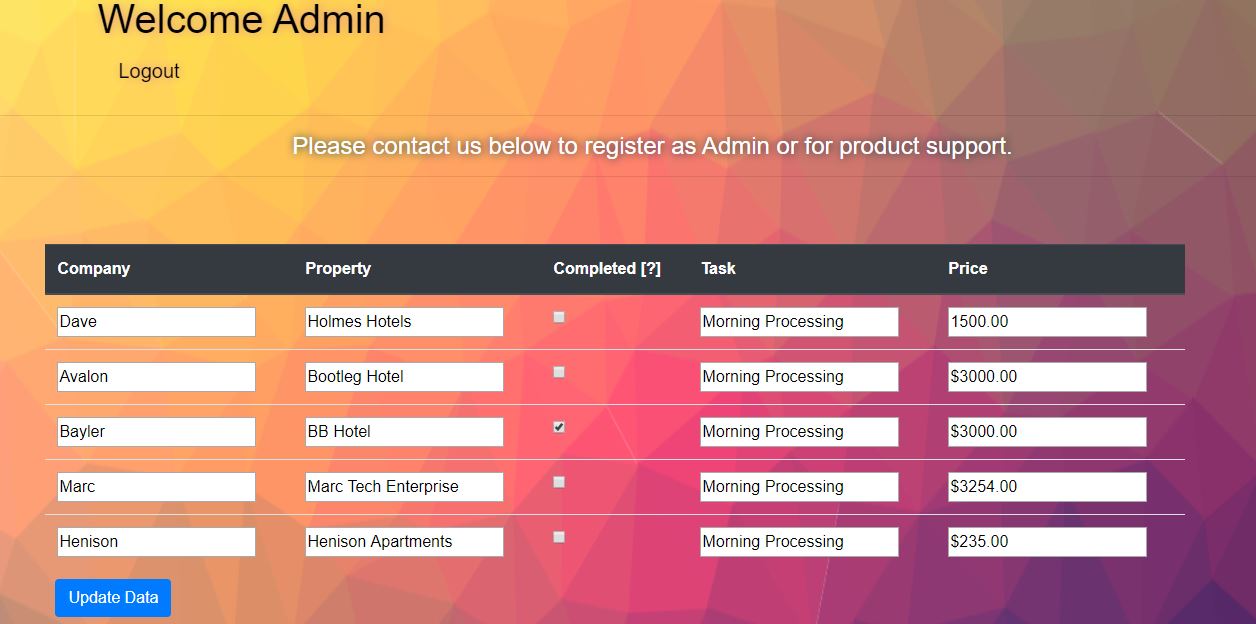 Welcome Admin
Logout
Please contact us below to register as Admin or for product support.
Company Property Completed [?] Task Price
Dave Holmes Hotels Morning Processing 1500.00
Avalon Bootleg Hotel Morning Processing $3000.00
Bayler BB Hotel Morning Processing $3000.00
Marc Marc Tech Enterprise Morning Processing $3254.00
Henison Henison Apartments Morning Processing $235.00
Update Data